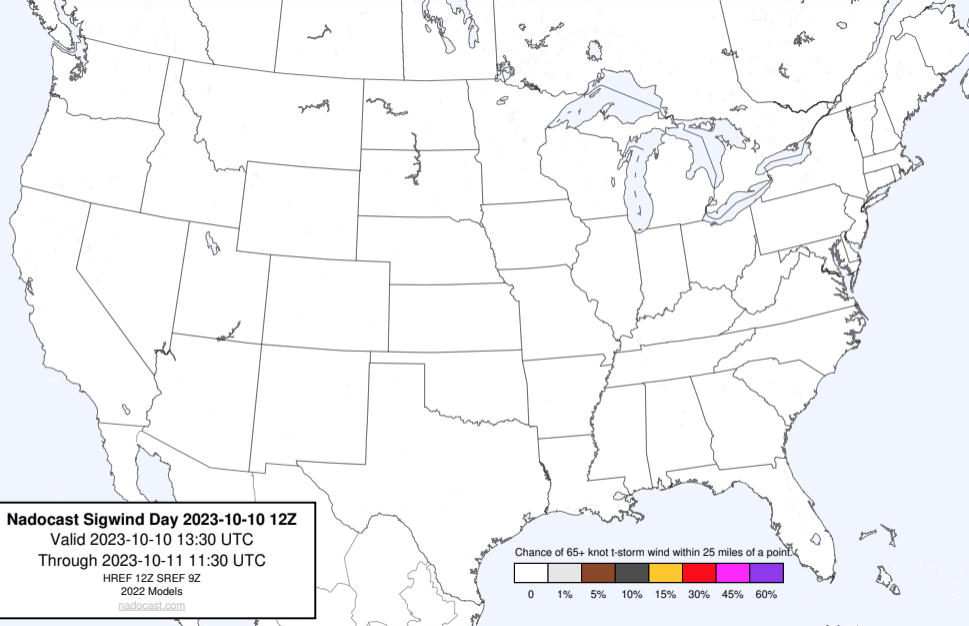 Nadocast Sigwind Day 2023-10-10 12Z
Valid 2023-10-10 13:30 UTC
Through 2023-10-11 11:30 UTC
HREF 12Z SREF 9Z
2022 Models
nadocast.com
Chance of 65+ knot t-storm wind within 25 miles of a point.
0 1% 5% 10% 15% 30% 45% 60%